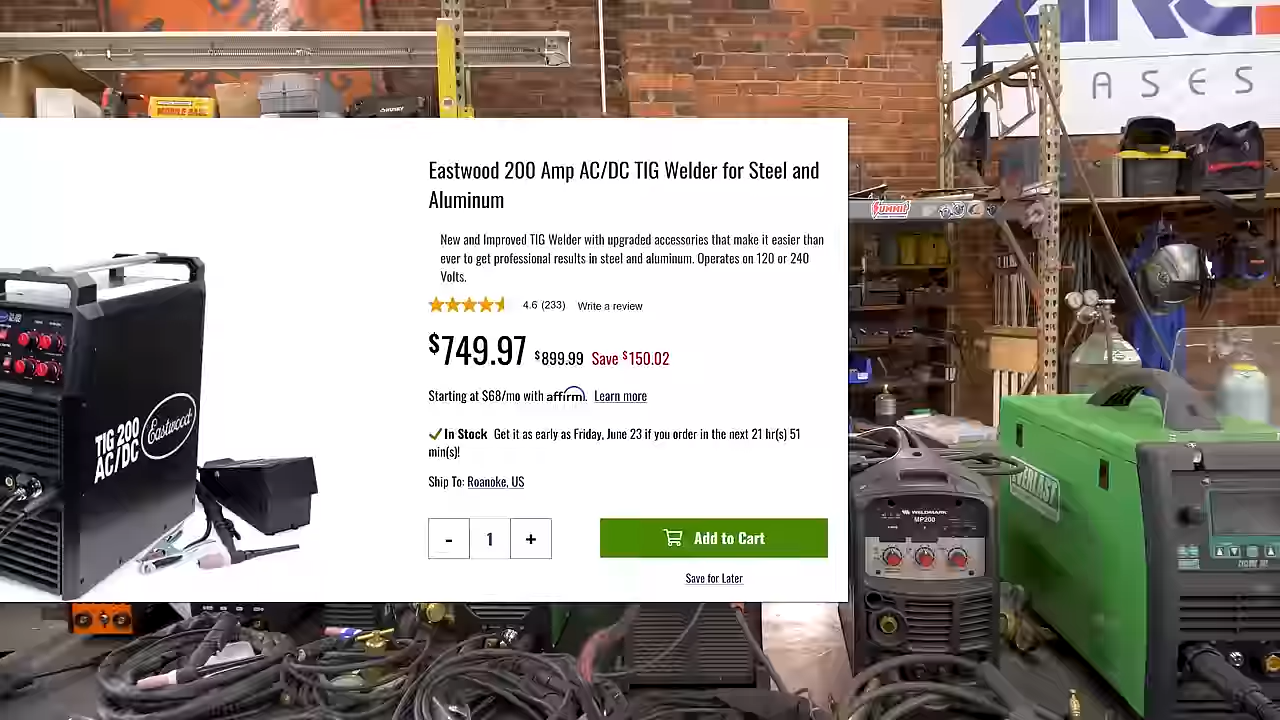 ARC
ASES
MOBILE BASE
HUSKY
SUMMIT
Eastwood 200 Amp AC/DC TIG Welder for Steel and
Aluminum
New and Improved TIG Welder with upgraded accessories that make it easier than
ever to get professional results in steel and aluminum. Operates on 120 or 240
Volts.
4.6 (233) Write a review
$749.97 $899.99 Save $150.02
Starting at $68/mo with affirm. Learn more
In Stock Get it as early as Friday, June 23 if you order in the next 21 hr(s) 51
min(s)!
Ship To: Roanoke, US
- 1 + Add to Cart
Save for Later
TIG 200
AC/DC
Eastwood
WELDMARK
MP200
EVERLAST